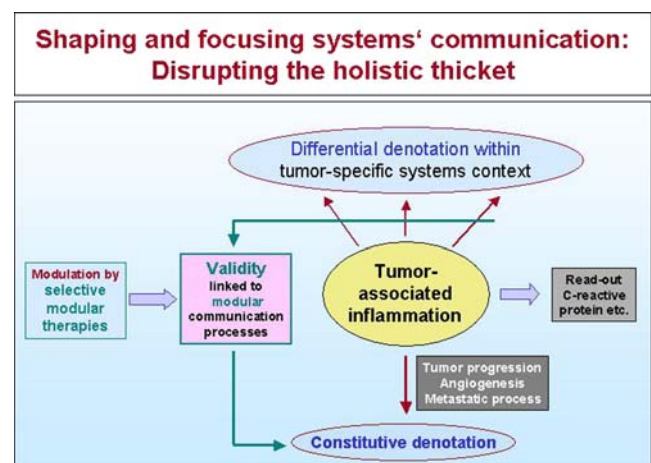 Shaping and focusing systems‘ communication:
Disrupting the holistic thicket
Differential denotation within
tumor-specific systems context
Modulation by
selective
modular
therapies
Validity
linked to
modular
communication
processes
Tumor-
associated
inflammation
Read-out
C-reactive
protein etc.
Tumor progression
Angiogenesis
Metastatic process
Constitutive denotation